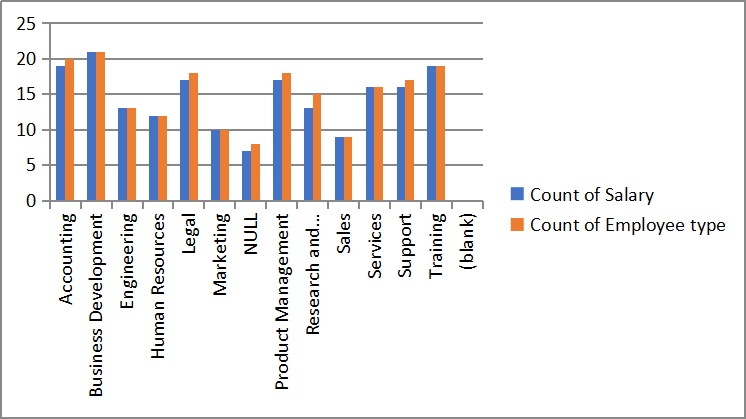 25
20
15
10
5
0
Accounting
Business Development
Engineering
Human Resources
Legal
Marketing
NULL
Product Management
Research and...
Sales
Services
Support
Training
(blank)
Count of Salary
Count of Employee type